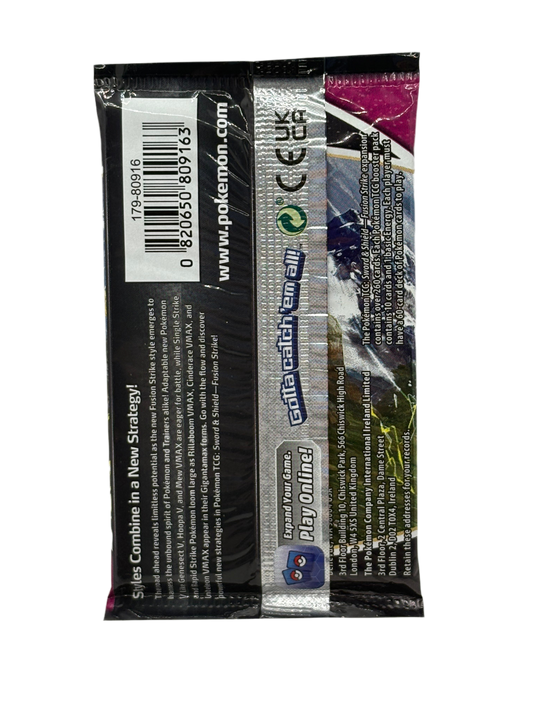 Styles Combine in a New Strategy!
ahead reveals limitless potential as the new Fusion Strike style emerges to
the unbound spirit of Pokémon and Trainers alike! Adaptable new Pokémon
Genesect V, Hoopa V, and Mew VMAX are eager for battle, while Single Strike
Strike Pokémon loom large as Rillaboom VMAX, Cinderace VMAX, and
VMAX appear in their Gigantamax forms. Go with the flow and discover
new strategies in Pokémon TCG: Sword & Shield—Fusion Strike!
179-80916
0 820650 809163
www.pokemon.com
Expand Your Game.
Play Online!
Gotta catch 'em all!
CE
UK
CA
3rd Floor Building 10, Chiswick Park, 566 Chiswick High Road
London W4 5XS United Kingdom
The Pokémon Company International Ireland Limited
3rd Floor 2 Central Plaza, Dame Street
Dublin 2, D02 T0X4, Ireland
Retain these addresses for your records.
The Pokémon TCG: Sword & Shield—Fusion Strike expansion
contains over 260 cards. Each Pokémon TCG booster pack
contains 10 cards and 1 basic Energy. Each player must
have a 60-card deck of Pokémon cards to play.